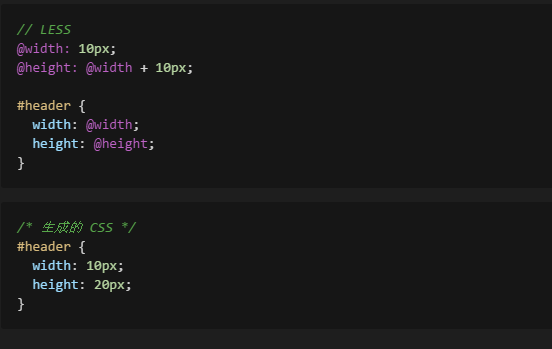 // LESS
@width: 10px;
@height: @width + 10px;

#header {
  width: @width;
  height: @height;
}

/* 生成的 CSS */
#header {
  width: 10px;
  height: 20px;
}